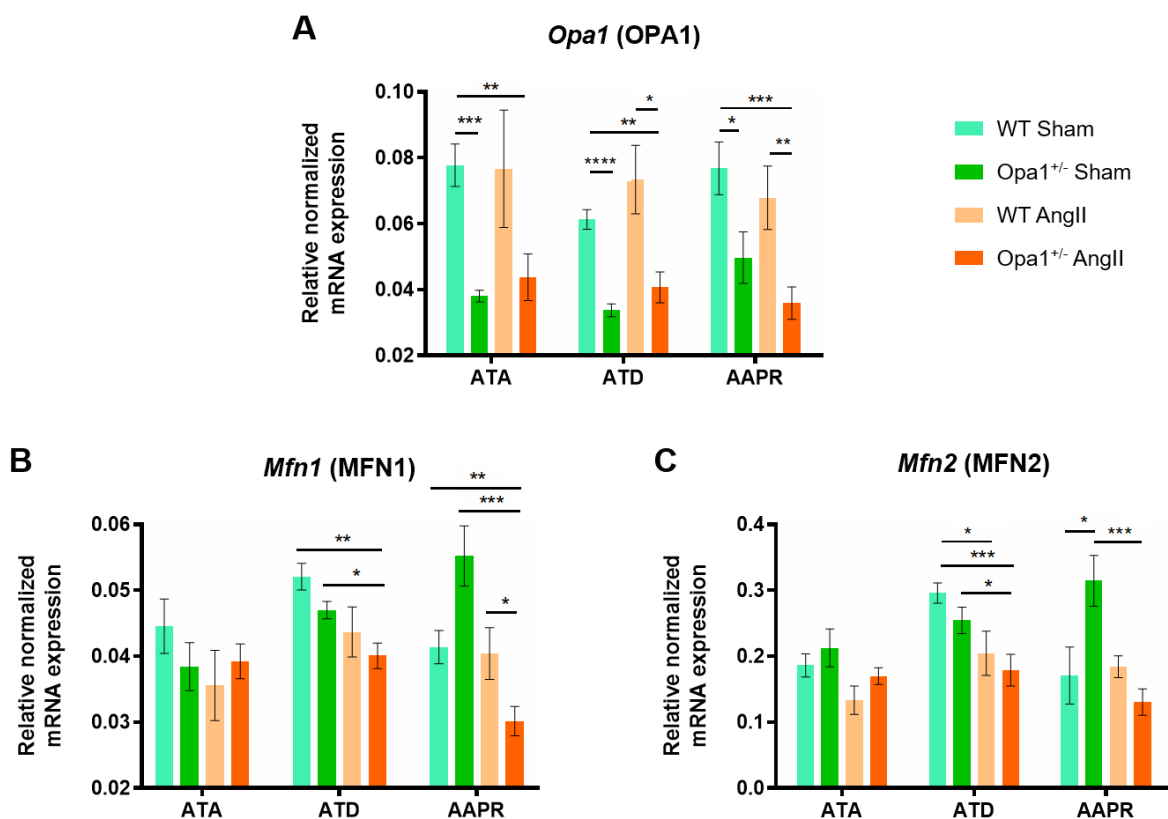 A
Opa1 (OPA1)
Relative normalized
mRNA expression
0.10
0.08
0.06
0.04
0.02
**
***
*
**
****
***
*
**
ATA
ATD
AAPR
WT Sham
Opa1+/- Sham
WT AngII
Opa1+/- AngII
B
Mfn1 (MFN1)
Relative normalized
mRNA expression
0.06
0.05
0.04
0.03
0.02
**
*
**
***
*
ATA
ATD
AAPR
C
Mfn2 (MFN2)
Relative normalized
mRNA expression
0.4
0.3
0.2
0.1
0.0
*
***
*
*
***
ATA
ATD
AAPR